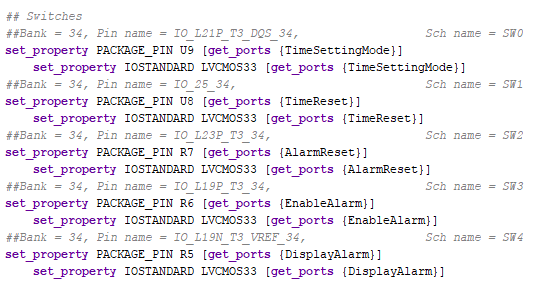 ## Switches
##Bank = 34, Pin name = IO_L21P_T3_DQS_34, Sch name = SW0
set_property PACKAGE_PIN U9 [get_ports {TimeSettingMode}]
set_property IOSTANDARD LVCMOS33 [get_ports {TimeSettingMode}]
##Bank = 34, Pin name = IO_25_34, Sch name = SW1
set_property PACKAGE_PIN U8 [get_ports {TimeReset}]
set_property IOSTANDARD LVCMOS33 [get_ports {TimeReset}]
##Bank = 34, Pin name = IO_L23P_T3_34, Sch name = SW2
set_property PACKAGE_PIN R7 [get_ports {AlarmReset}]
set_property IOSTANDARD LVCMOS33 [get_ports {AlarmReset}]
##Bank = 34, Pin name = IO_L19P_T3_34, Sch name = SW3
set_property PACKAGE_PIN R6 [get_ports {EnableAlarm}]
set_property IOSTANDARD LVCMOS33 [get_ports {EnableAlarm}]
##Bank = 34, Pin name = IO_L19N_T3_VREF_34, Sch name = SW4
set_property PACKAGE_PIN R5 [get_ports {DisplayAlarm}]
set_property IOSTANDARD LVCMOS33 [get_ports {DisplayAlarm}]